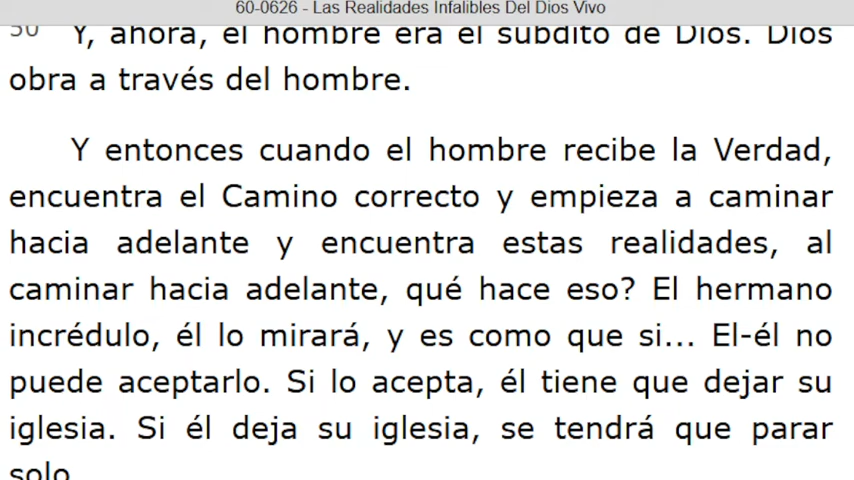 60-0626 - Las Realidades Infalibles Del Dios Vivo
50 Y, ahora, el hombre era el súbdito de Dios. Dios
obra a través del hombre.
Y entonces cuando el hombre recibe la Verdad,
encuentra el Camino correcto y empieza a caminar
hacia adelante y encuentra estas realidades, al
caminar hacia adelante, qué hace eso? El hermano
incrédulo, él lo mirará, y es como que si... El-él no
puede aceptarlo. Si lo acepta, él tiene que dejar su
iglesia. Si él deja su iglesia, se tendrá que parar
solo